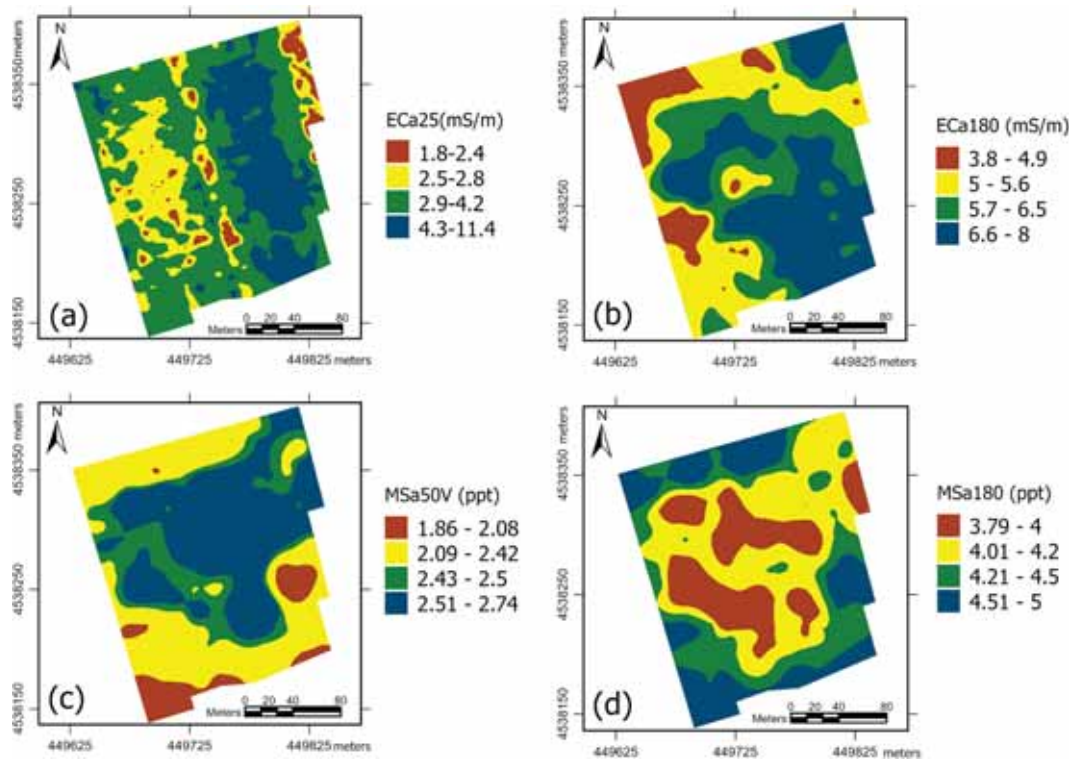 N
4538350 meters
4538250
4538150
ECa25(mS/m)
1.8-2.4
2.5-2.8
2.9-4.2
4.3-11.4
(a)
0 20 40 80
Meters
449625 449725 449825 meters
N
4538350 meters
4538250
4538150
ECa180 (mS/m)
3.8 - 4.9
5 - 5.6
5.7 - 6.5
6.6 - 8
(b)
0 20 40 80
Meters
449625 449725 449825 meters
N
4538350 meters
4538250
4538150
MSa50V (ppt)
1.86 - 2.08
2.09 - 2.42
2.43 - 2.5
2.51 - 2.74
(c)
0 20 40 60
Meters
449625 449725 449825 meters
N
4538350 meters
4538250
4538150
MSa180 (ppt)
3.79 - 4
4.01 - 4.2
4.21 - 4.5
4.51 - 5
(d)
0 20 40 80
Meters
449625 449725 449825 meters